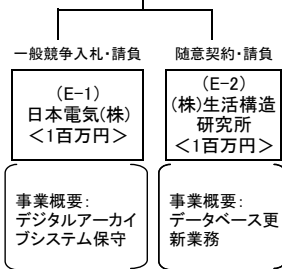 一般競争入札・請負
(E-1)
日本電気(株)
＜1百万円＞
事業概要:
デジタルアーカイ
ブシステム保守
随意契約・請負
(E-2)
(株)生活構造
研究所
＜1百万円＞
事業概要:
データベース更
新業務